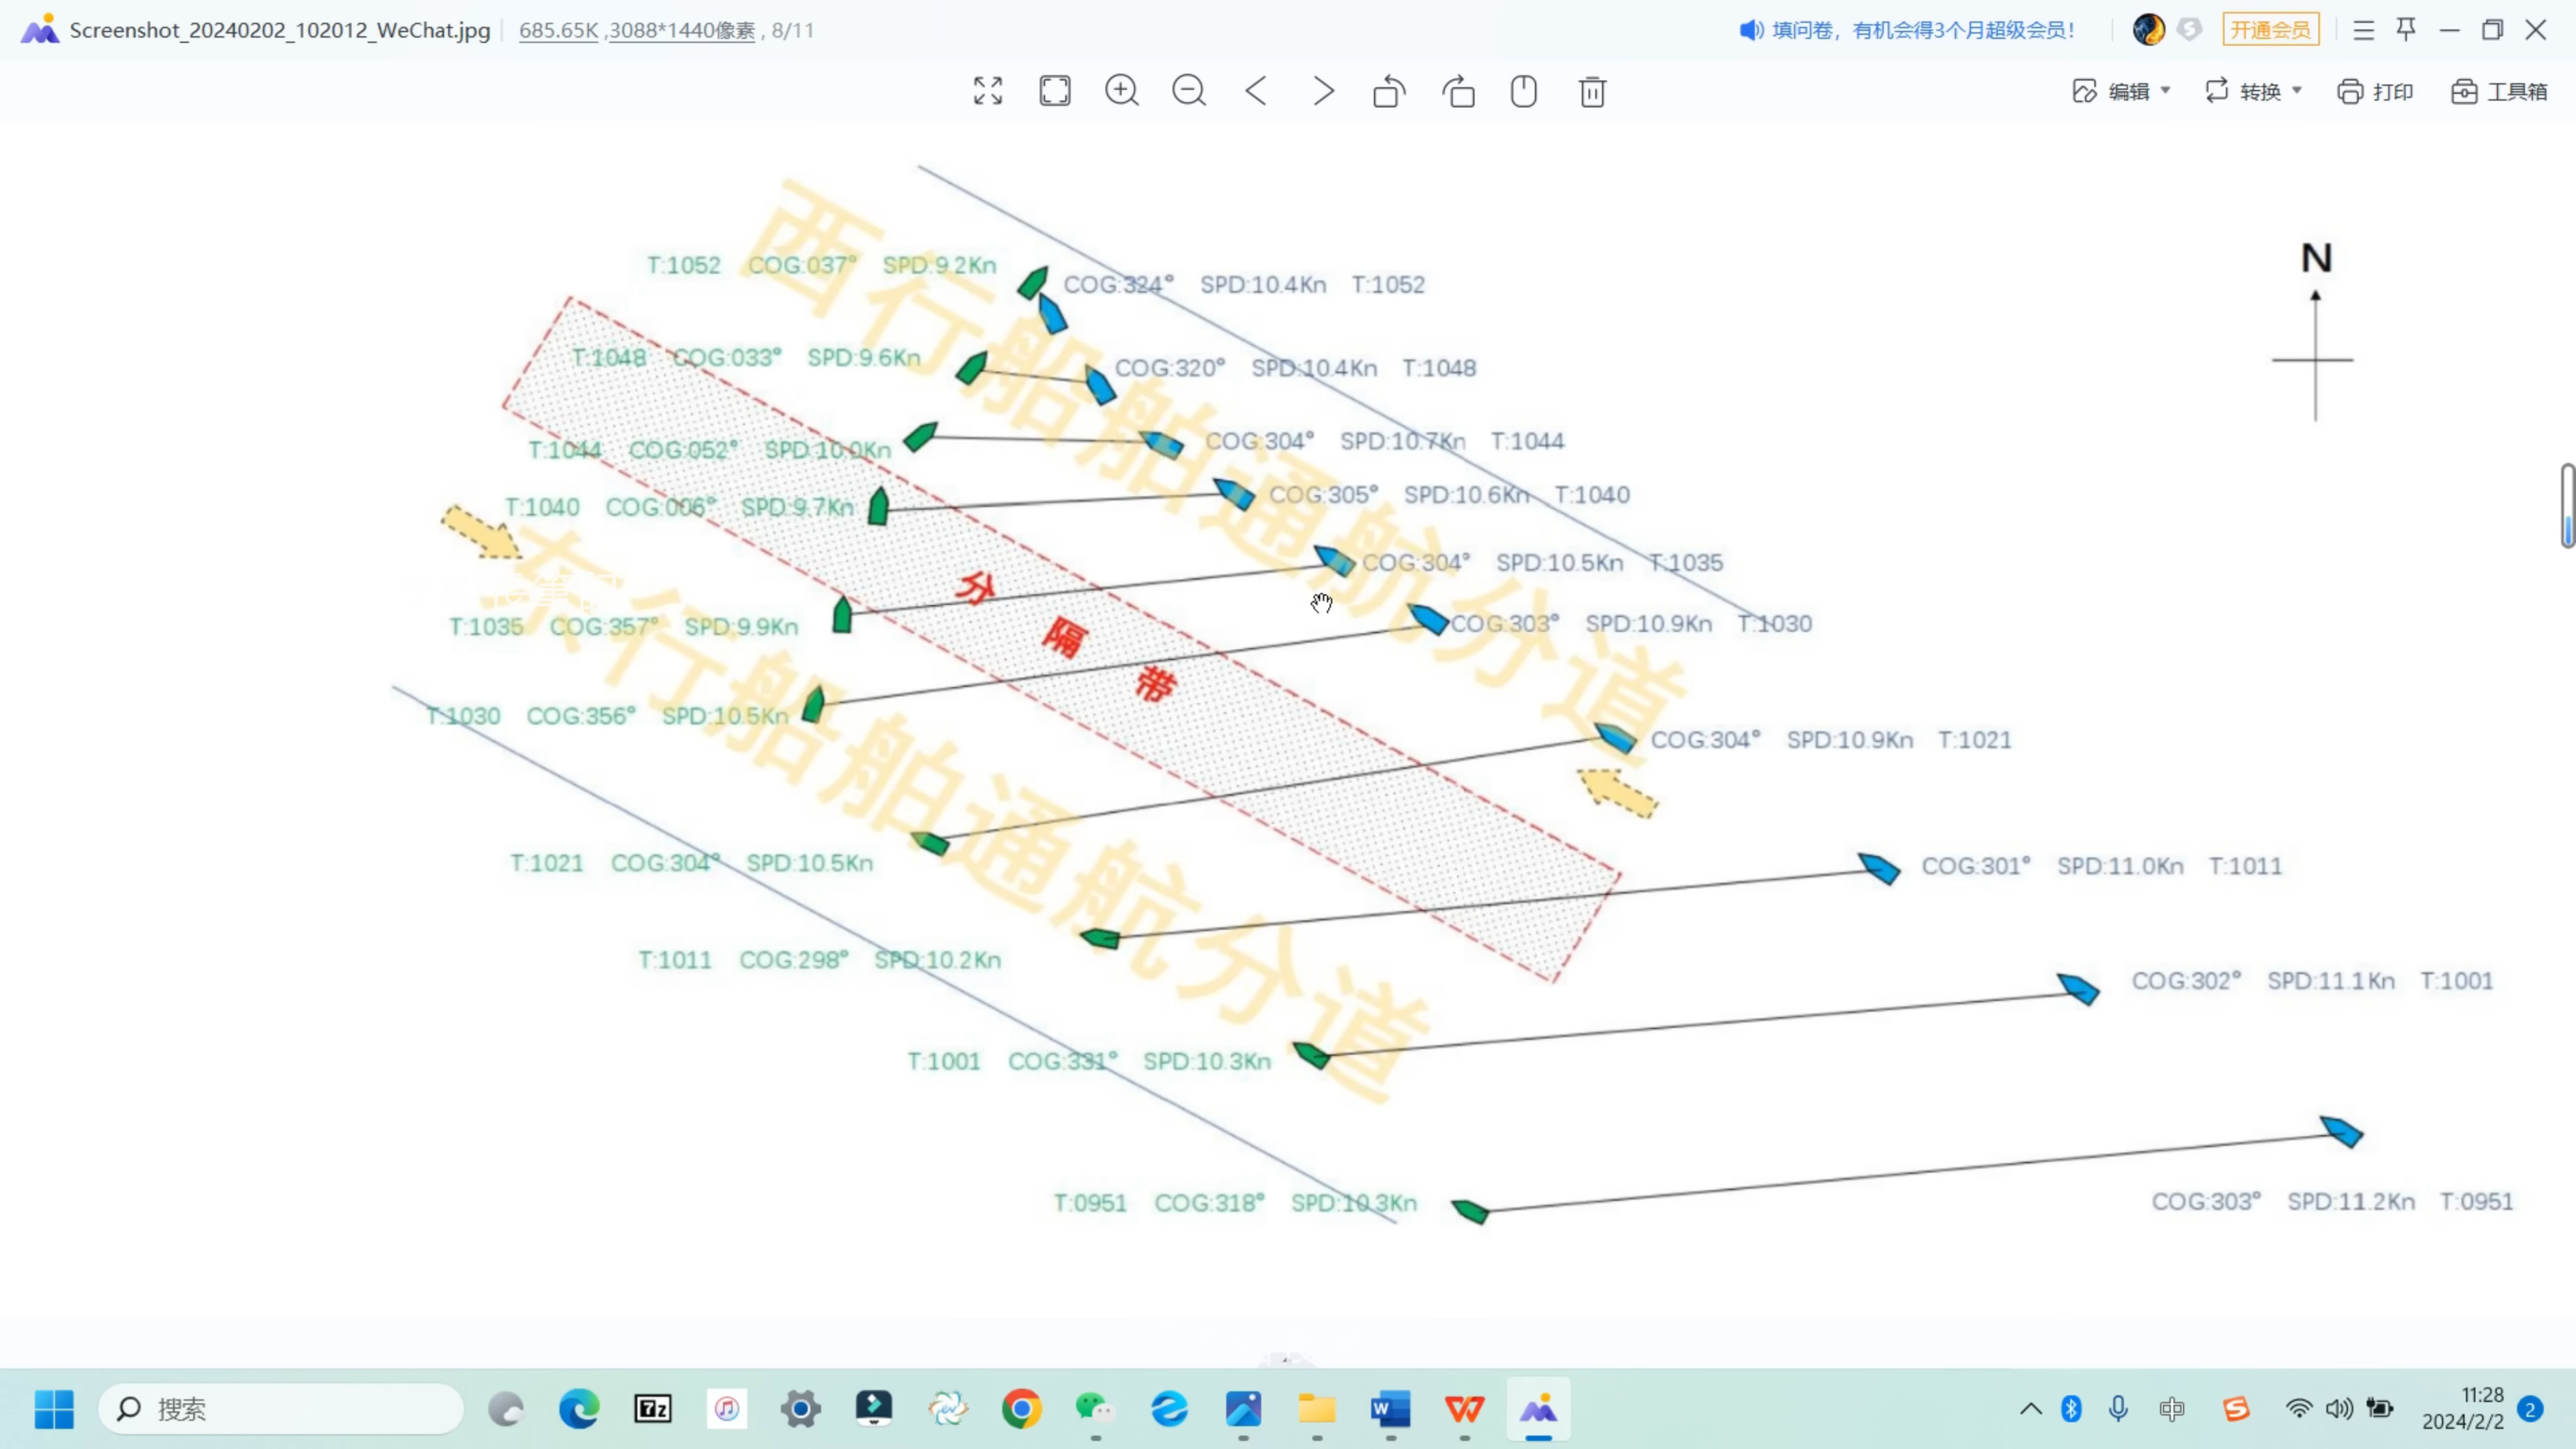 Screenshot_20240202_102012_WeChat.jpg 685.65K ,3088*1440像素 , 8/11 填问卷，有机会得3个月超级会员！ 开通会员
编辑 转换 打印 工具箱
N
西行船舶通航分道
T:1052 COG:037° SPD:9.2Kn COG:324° SPD:10.4Kn T:1052
T:1048 COG:033° SPD:9.6Kn COG:320° SPD:10.4Kn T:1048
T:1044 COG:052° SPD:10.0Kn COG:304° SPD:10.7Kn T:1044
T:1040 COG:006° SPD:9.7Kn COG:305° SPD:10.6Kn T:1040
分隔带
T:1035 COG:357° SPD:9.9Kn COG:304° SPD:10.5Kn T:1035
东行船舶通航分道
T:1030 COG:356° SPD:10.5Kn COG:303° SPD:10.9Kn T:1030
T:1021 COG:304° SPD:10.5Kn COG:304° SPD:10.9Kn T:1021
T:1011 COG:298° SPD:10.2Kn COG:301° SPD:11.0Kn T:1011
T:1001 COG:331° SPD:10.3Kn COG:302° SPD:11.1Kn T:1001
T:0951 COG:318° SPD:10.3Kn COG:303° SPD:11.2Kn T:0951
搜索 7z W 中 S 11:28
2024/2/2 2